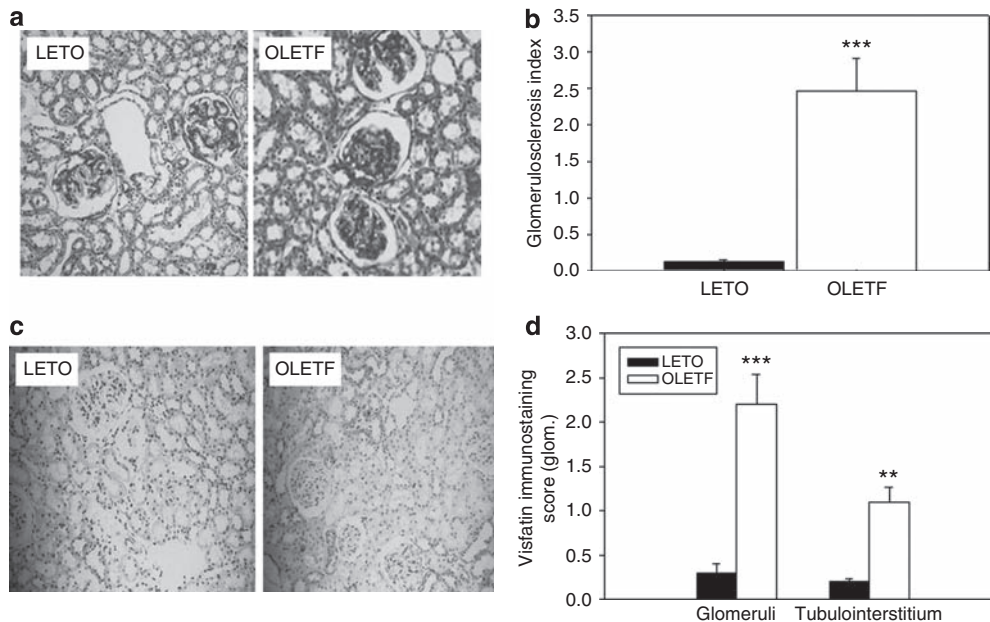 a
LETO
OLETF
b
Glomerulosclerosis index
3.5
3.0
2.5
2.0
1.5
1.0
0.5
0.0
***
LETO
OLETF
c
LETO
OLETF
d
Visfatin immunostaining
score (glom.)
3.0
2.5
2.0
1.5
1.0
0.5
0.0
LETO
OLETF
***
**
Glomeruli
Tubulointerstitium